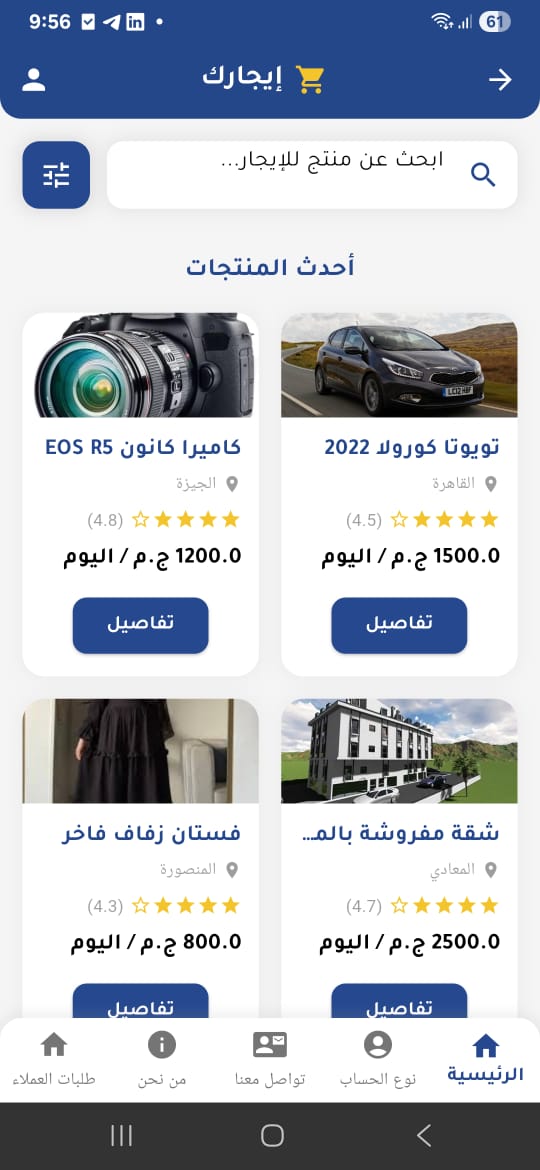 9:56
61
إيجارك
ابحث عن منتج للإيجار...
أحدث المنتجات
تويوتا كورولا 2022
القاهرة
(4.5)
1500.0 ج.م / اليوم
تفاصيل
كاميرا كانون EOS R5
الجيزة
(4.8)
1200.0 ج.م / اليوم
تفاصيل
شقة مفروشة بالم...
المعادي
(4.7)
2500.0 ج.م / اليوم
تفاصيل
فستان زفاف فاخر
المنصورة
(4.3)
800.0 ج.م / اليوم
تفاصيل
الرئيسية
نوع الحساب
تواصل معنا
من نحن
طلبات العملاء